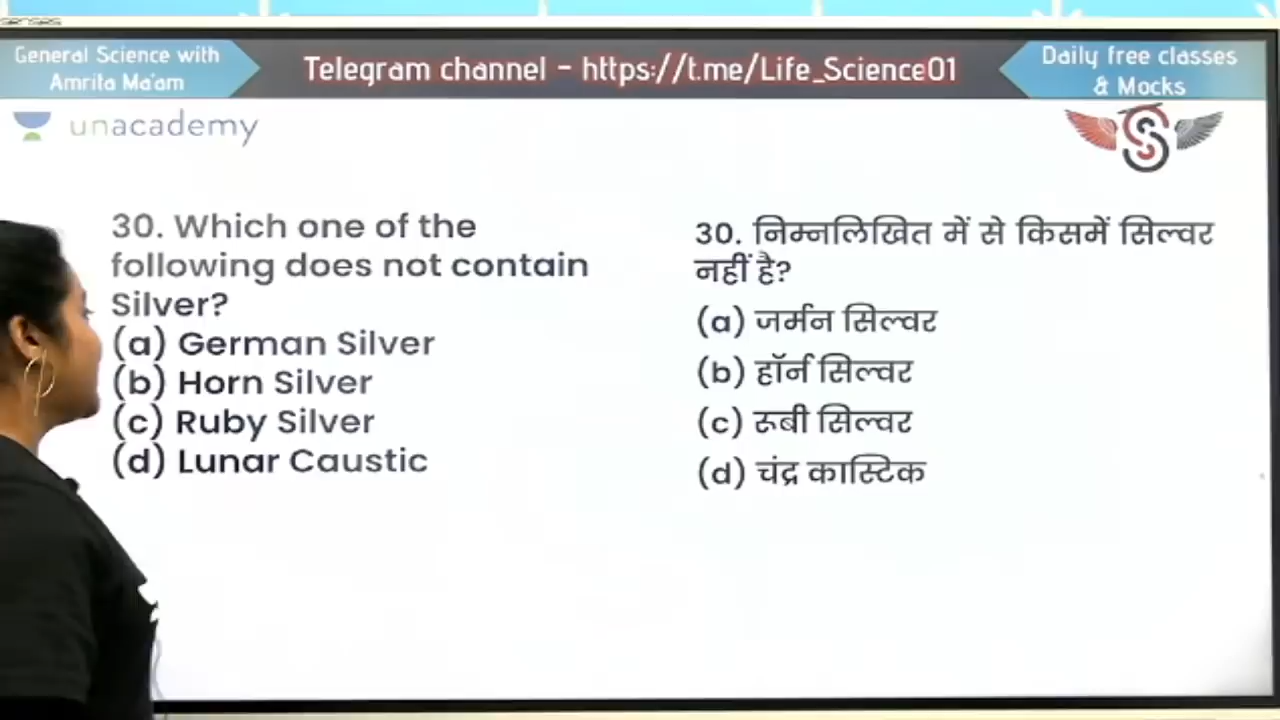 General Science with
Amrita Ma'am
Telegram channel - https://t.me/Life_Science01
Daily free classes
& Mocks
unacademy
30. Which one of the
following does not contain
Silver?
(a) German Silver
(b) Horn Silver
(c) Ruby Silver
(d) Lunar Caustic
30. निम्नलिखित में से किसमें सिल्वर
नहीं है?
(a) जर्मन सिल्वर
(b) हॉर्न सिल्वर
(c) रूबी सिल्वर
(d) चंद्र कास्टिक